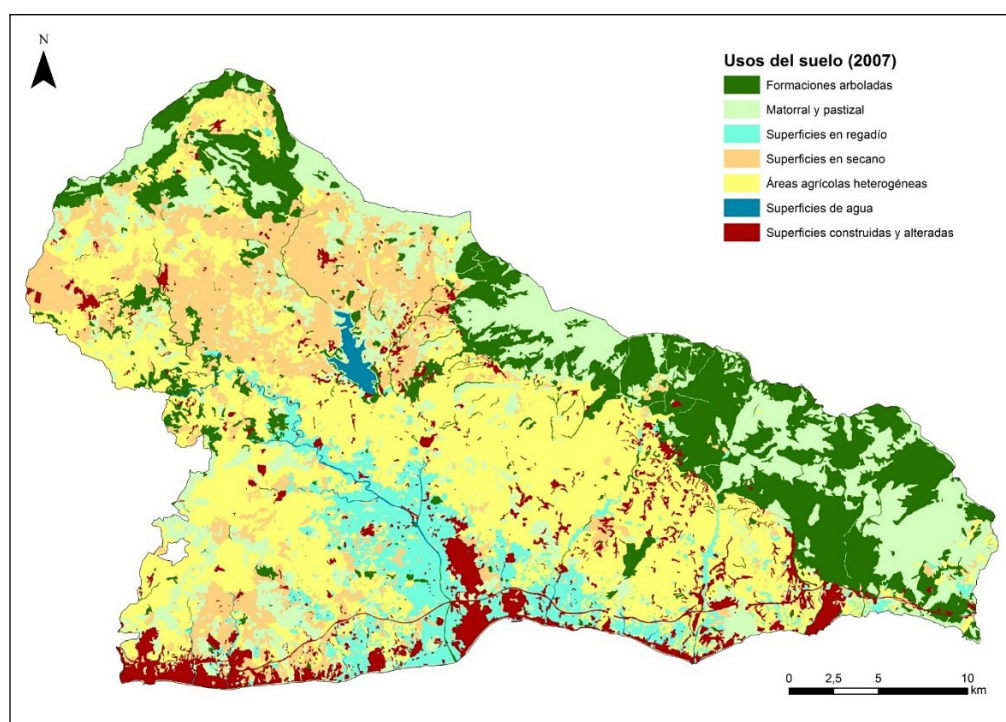 N
Usos del suelo (2007)
Formaciones arboladas
Matorral y pastizal
Superficies en regadío
Superficies en secano
Áreas agrícolas heterogéneas
Superficies de agua
Superficies construidas y alteradas
0 2,5 5 10
km